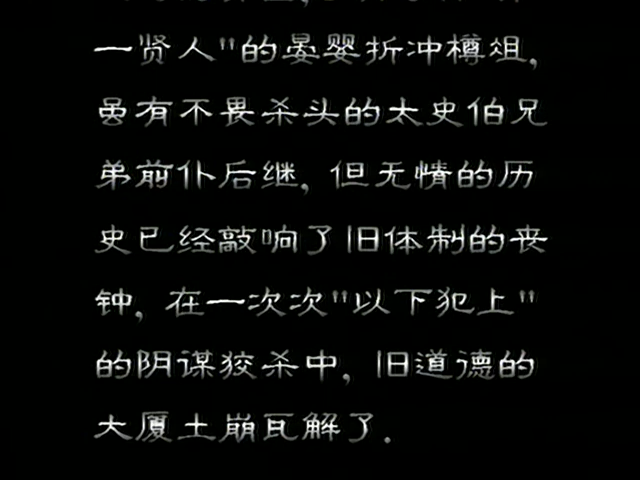 一贤人"的晏婴折冲樽俎,
虽有不畏杀头的太史伯兄
弟前仆后继, 但无情的历
史已经敲响了旧体制的丧
钟, 在一次次"以下犯上"
的阴谋狡杀中, 旧道德的
大厦土崩瓦解了.